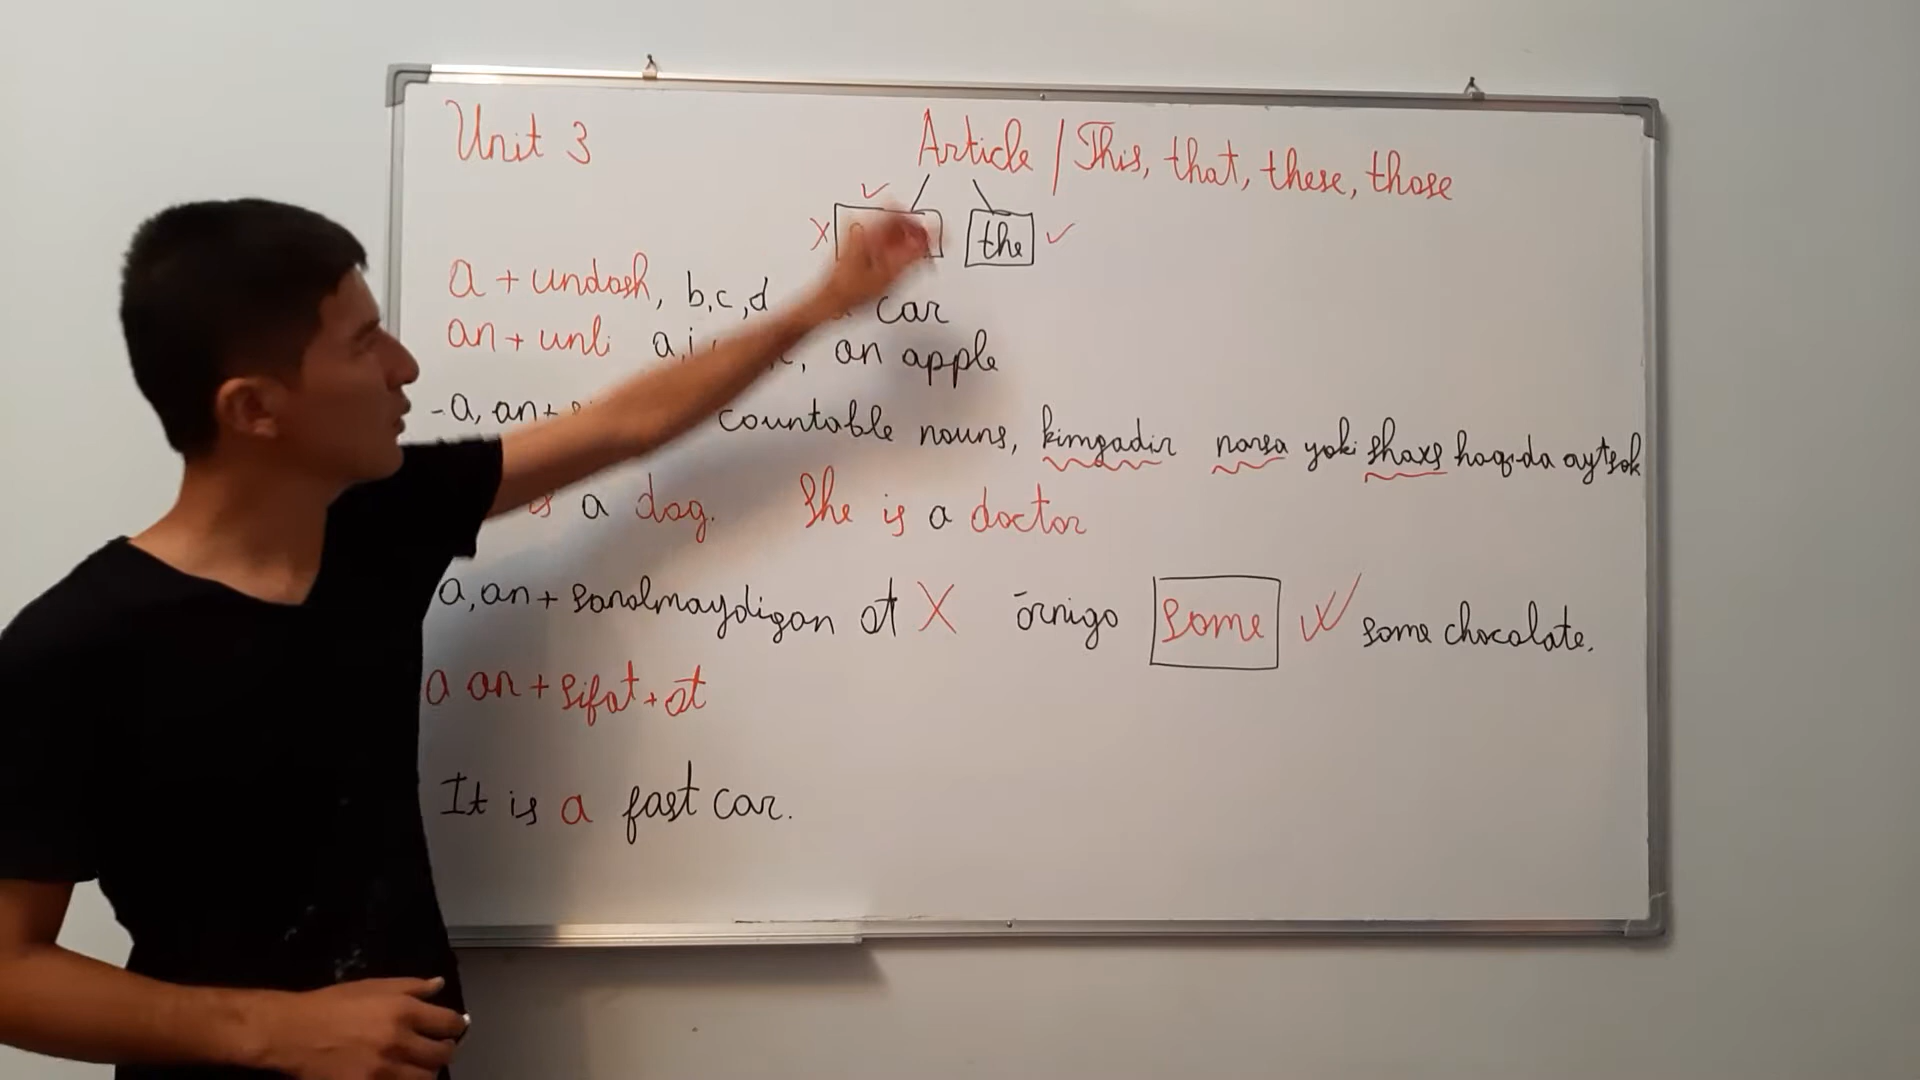 Unit 3 Article / This, that, these, those
the
a + undosh, b, c, d car
an + unli a, i an apple
- a, an + countable nouns, kimgadir narsa yoki shaxs haqida aytsak
is a dog. She is a doctor
a, an + sanalmaydigan ot X o'rniga some some chocolate.
a an + sifat + ot
It is a fast car.